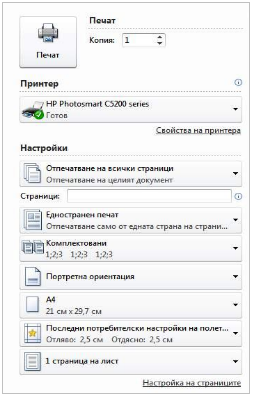 Печат
Печат
Копия: 1
Принтер
HP Photosmart C5200 series
Готов
Свойства на принтера
Настройки
Отпечатване на всички страници
Отпечатване на целият документ
Страници:
Едностранен печат
Отпечатване само от едната страна на страни...
Комплектовани
1;2;3 1;2;3 1;2;3
Портретна ориентация
A4
21 см x 29,7 см
Последни потребителски настройки на полет...
Отляво: 2,5 см Отдясно: 2,5 см
1 страница на лист
Настройка на страниците